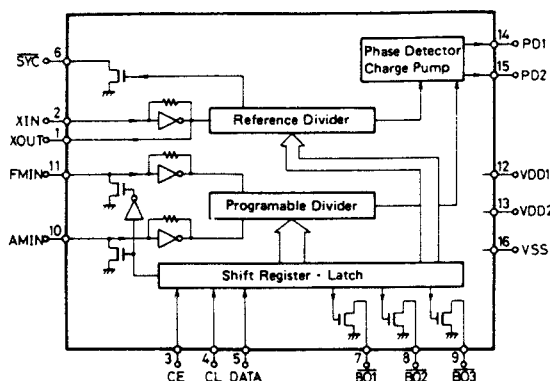 14
PD1
6
Phase Detector
Charge Pump
SYC
15
PD2
2
XIN
Reference Divider
1
XOUT
11
FMIN
12
VDD1
Programable Divider
13
VDD2
10
AMIN
16
VSS
Shift Register - Latch
3
4
5
7
8
9
CE
CL
DATA
BO1
BO2
BO3